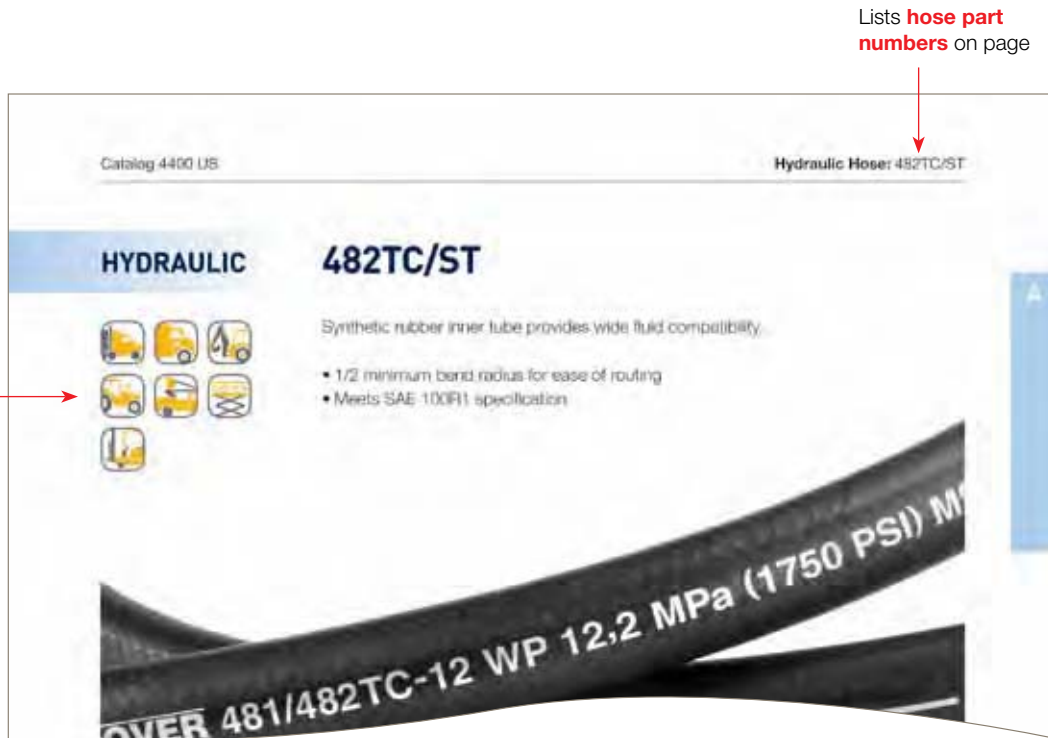 Lists hose part
numbers on page
Catalog 4400 US
Hydraulic Hose: 482TC/ST
HYDRAULIC
482TC/ST
A
Synthetic rubber inner tube provides wide fluid compatibility.
• 1/2 minimum bend radius for ease of routing
• Meets SAE 100R1 specification
OVER 481/482TC-12 WP 12,2 MPa (1750 PSI)